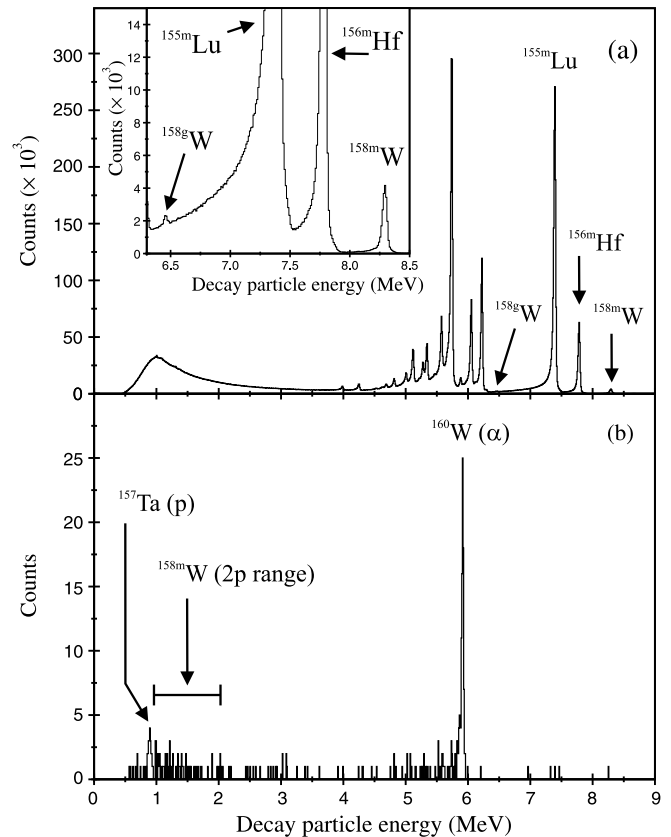 (a)
Counts (× 10³)
300
250
200
150
100
50
0
¹⁵⁵ᵐLu
¹⁵⁶ᵐHf
¹⁵⁸ᵍW
¹⁵⁸ᵐW
Counts (× 10³)
14
12
10
8
6
4
2
0
¹⁵⁵ᵐLu
¹⁵⁶ᵐHf
¹⁵⁸ᵍW
¹⁵⁸ᵐW
6.5 7.0 7.5 8.0 8.5
Decay particle energy (MeV)
(b)
Counts
25
20
15
10
5
0
¹⁶⁰W (α)
¹⁵⁷Ta (p)
¹⁵⁸ᵐW (2p range)
0 1 2 3 4 5 6 7 8 9
Decay particle energy (MeV)